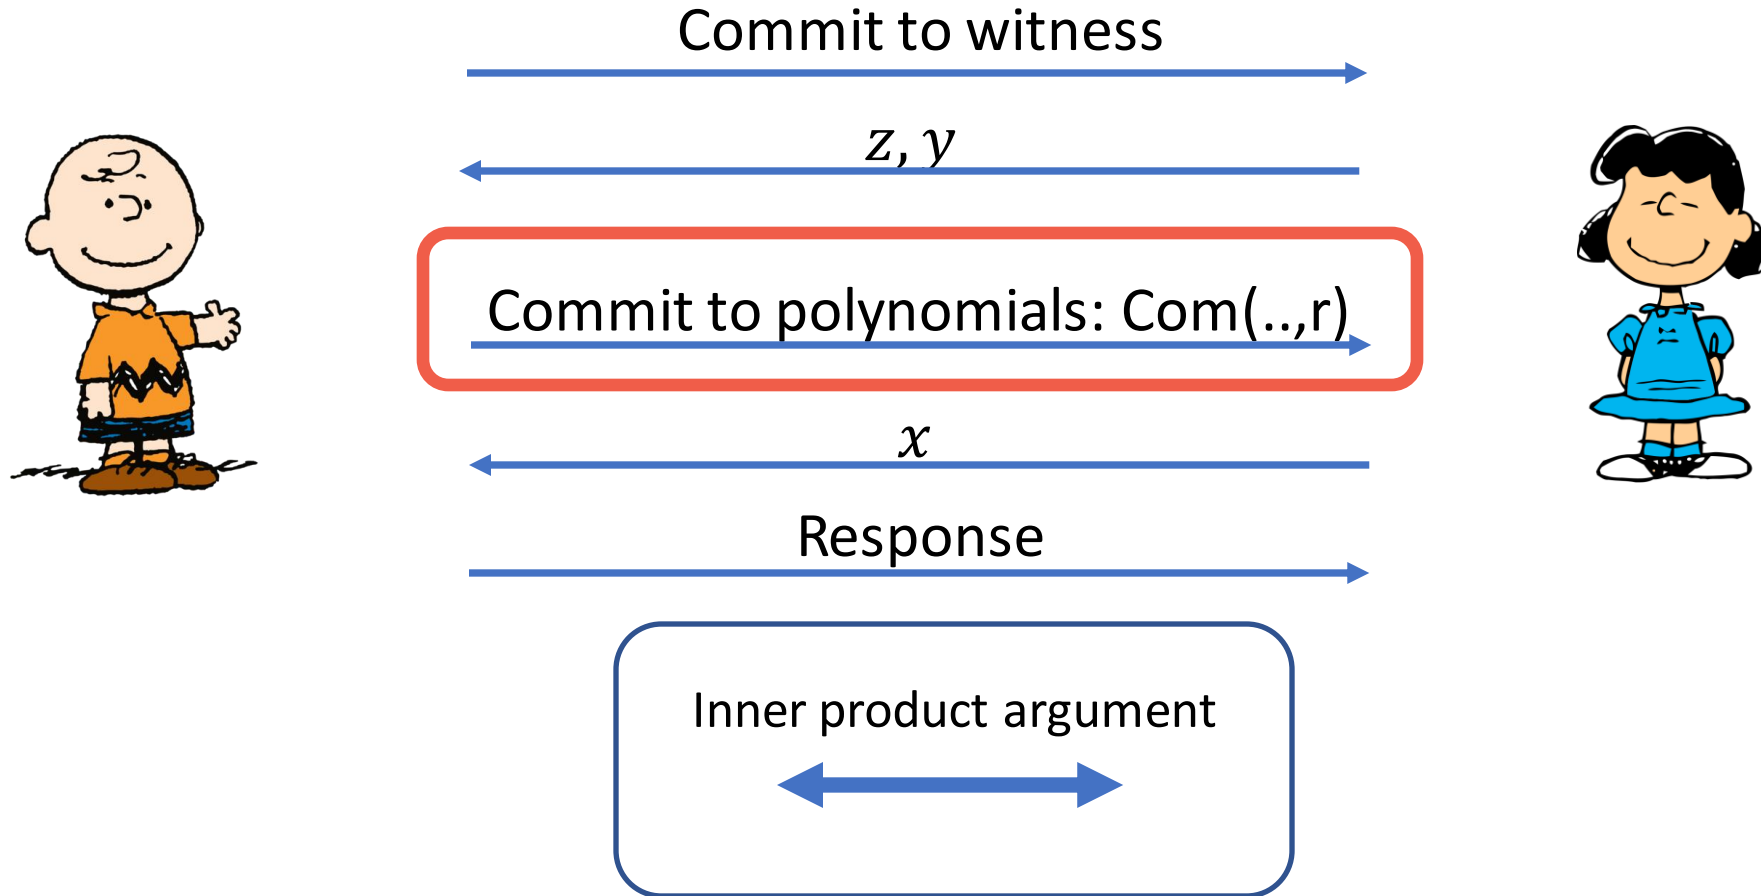 Commit to witness
z, y
Commit to polynomials: Com(..,r)
x
Response
Inner product argument